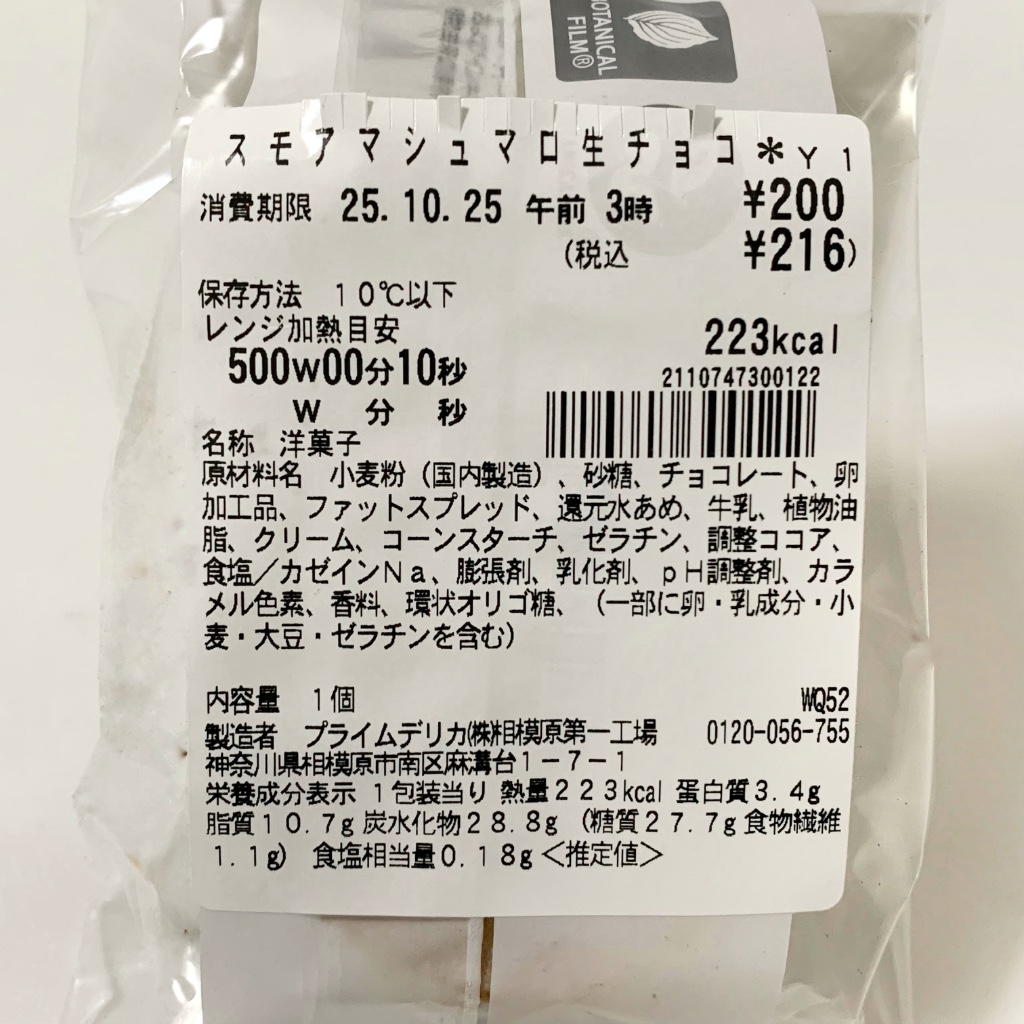 BOTANICAL
FILM®
スモアマシュマロ生チョコ*Y1
消費期限 25.10.25 午前 3時 ¥200
(税込 ¥216)
保存方法 10℃以下
レンジ加熱目安 223kcal
500W00分10秒 2110747300122
W 分 秒
名称 洋菓子
原材料名 小麦粉（国内製造）、砂糖、チョコレート、卵
加工品、ファットスプレッド、還元水あめ、牛乳、植物油
脂、クリーム、コーンスターチ、ゼラチン、調整ココア、
食塩／カゼインNa、膨張剤、乳化剤、pH調整剤、カラ
メル色素、香料、環状オリゴ糖、（一部に卵・乳成分・小
麦・大豆・ゼラチンを含む）
内容量 1個 WQ52
製造者 プライムデリカ㈱相模原第一工場 0120-056-755
神奈川県相模原市南区麻溝台1-7-1
栄養成分表示 1包装当り 熱量223kcal 蛋白質3.4g
脂質10.7g 炭水化物28.8g （糖質27.7g 食物繊維
1.1g） 食塩相当量0.18g＜推定値＞